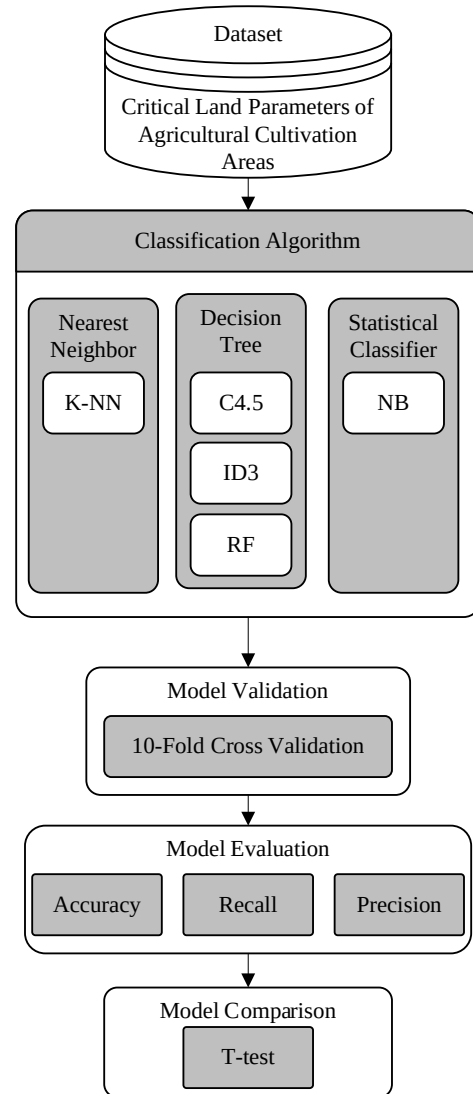 Dataset
Critical Land Parameters of
Agricultural Cultivation
Areas
Classification Algorithm
Nearest
Neighbor
K-NN
Decision
Tree
C4.5
ID3
RF
Statistical
Classifier
NB
Model Validation
10-Fold Cross Validation
Model Evaluation
Accuracy
Recall
Precision
Model Comparison
T-test